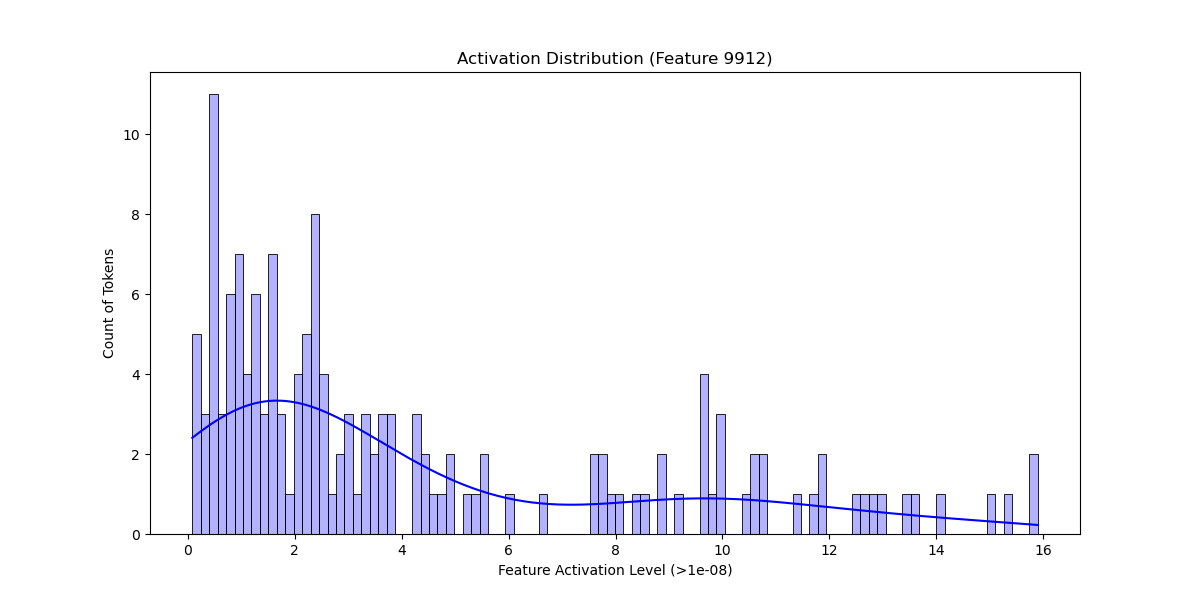 Activation Distribution (Feature 9912)
Count of Tokens
10
8
6
4
2
0
0 2 4 6 8 10 12 14 16
Feature Activation Level (>1e-08)